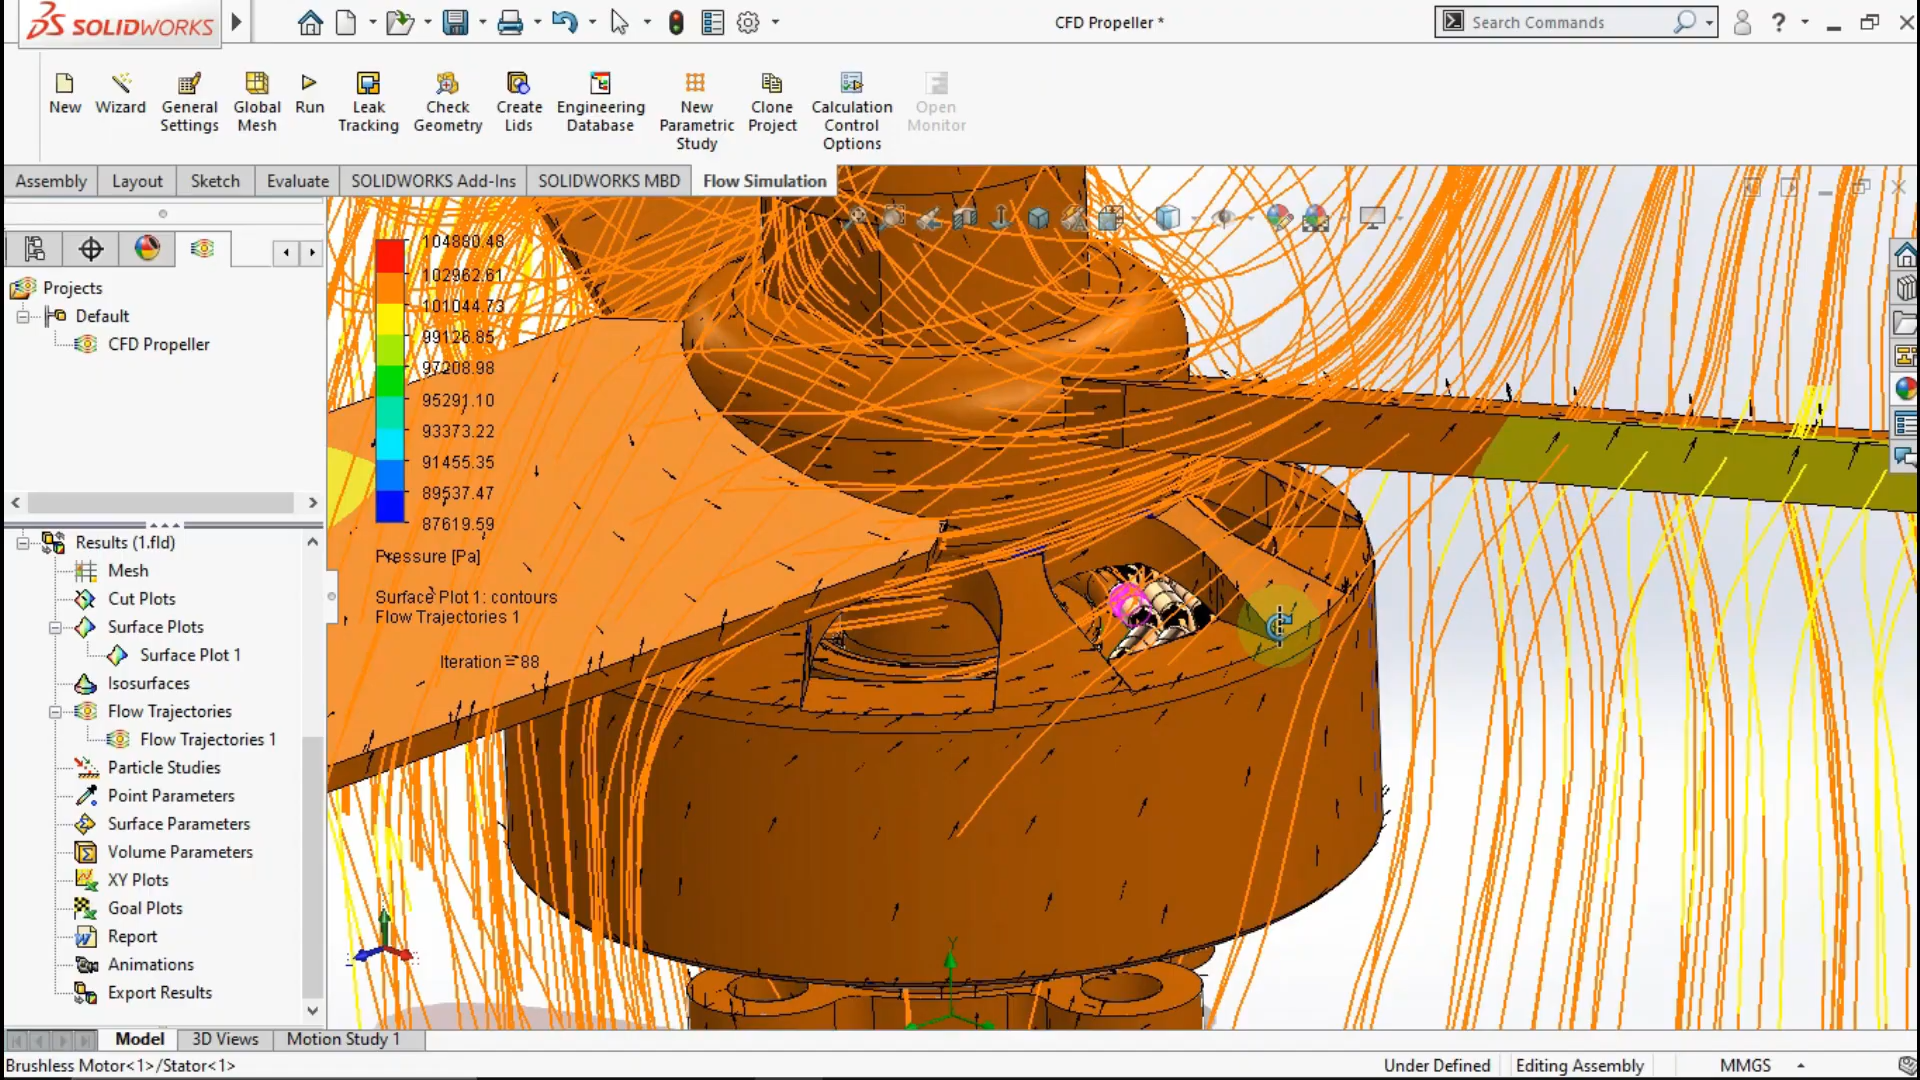 SOLIDWORKS
CFD Propeller *
Search Commands
New
Wizard
General Settings
Global Mesh
Run
Leak Tracking
Check Geometry
Create Lids
Engineering Database
New Parametric Study
Clone Project
Calculation Control Options
Open Monitor
Assembly
Layout
Sketch
Evaluate
SOLIDWORKS Add-Ins
SOLIDWORKS MBD
Flow Simulation
Projects
Default
CFD Propeller
Results (1.fld)
Mesh
Cut Plots
Surface Plots
Surface Plot 1
Isosurfaces
Flow Trajectories
Flow Trajectories 1
Particle Studies
Point Parameters
Surface Parameters
Volume Parameters
XY Plots
Goal Plots
Report
Animations
Export Results
104880.48
102962.61
101044.73
99126.85
97208.98
95291.10
93373.22
91455.35
89537.47
87619.59
Pressure [Pa]
Surface Plot 1: contours
Flow Trajectories 1
Iteration = 88
Y
Model
3D Views
Motion Study 1
Brushless Motor<1>/Stator<1>
Under Defined
Editing Assembly
MMGS